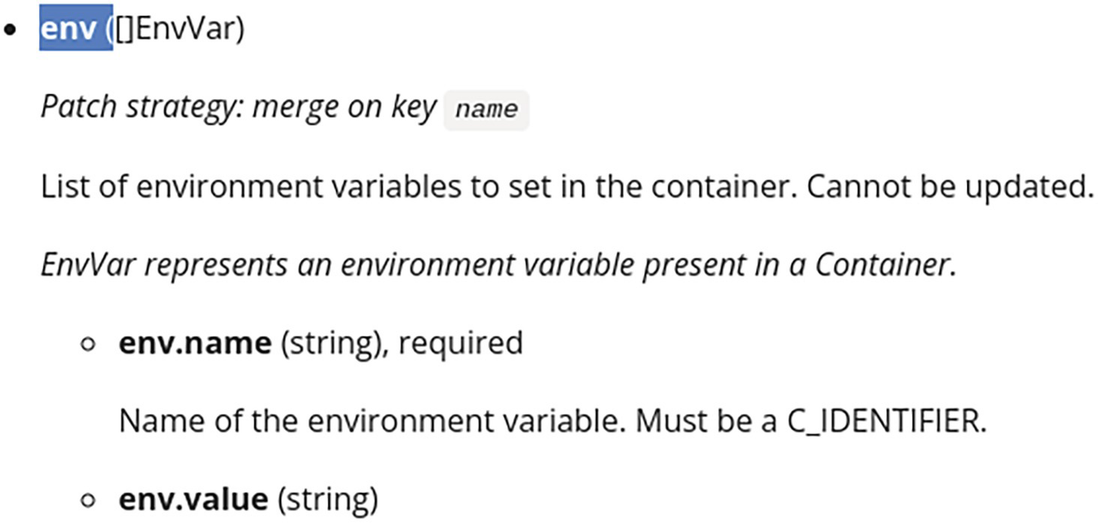 env ([]EnvVar)
Patch strategy: merge on key name
List of environment variables to set in the container. Cannot be updated.
EnvVar represents an environment variable present in a Container.
env.name (string), required
Name of the environment variable. Must be a C_IDENTIFIER.
env.value (string)